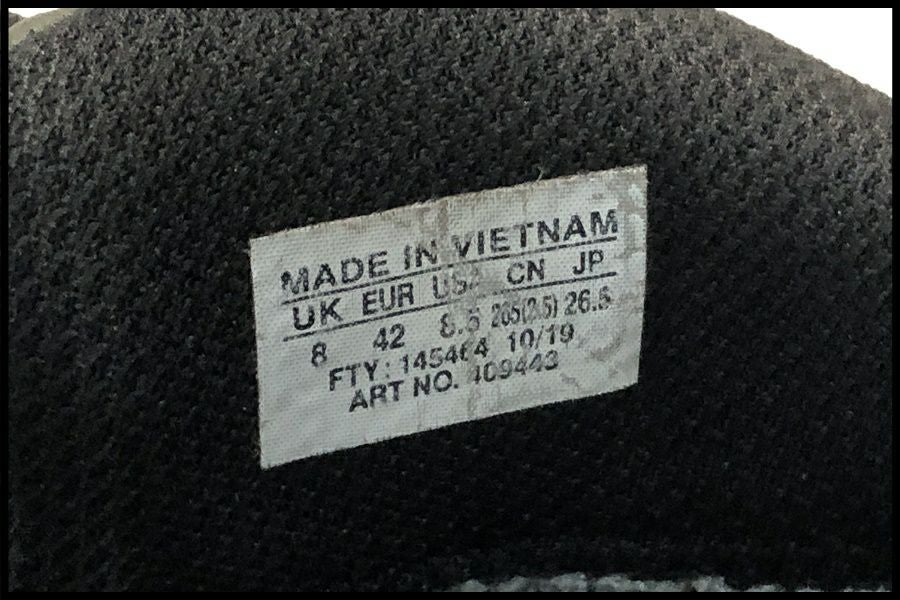 MADE IN VIETNAM
UK EUR USA CN JP
8 42 8.5 265(2.5) 26.5
FTY: 145464 10/19
ART NO. 409443